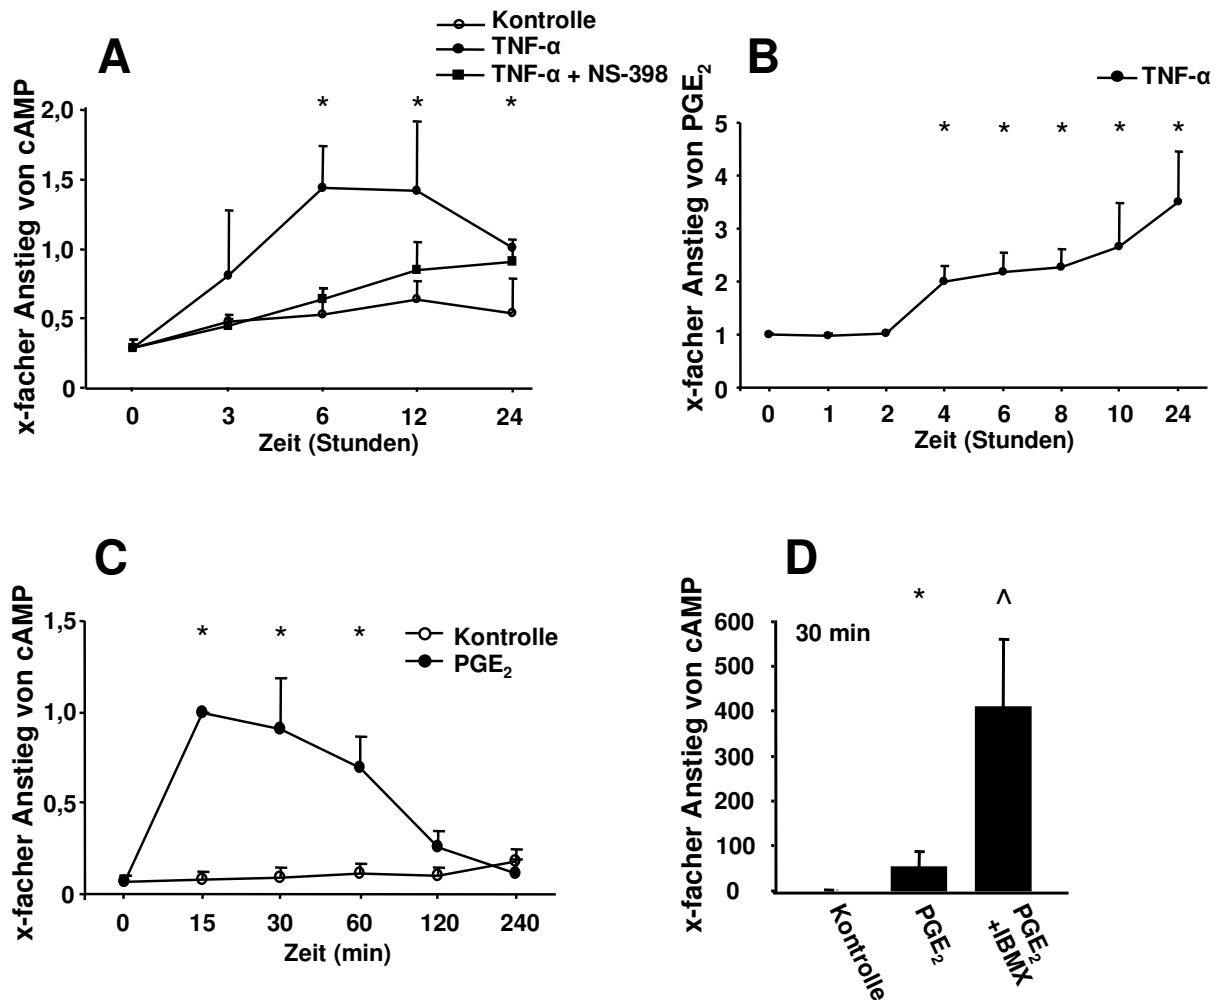 A
Kontrolle
TNF-α
TNF-α + NS-398
x-facher Anstieg von cAMP
2,0
1,5
1,0
0,5
0
* * *
0 3 6 12 24
Zeit (Stunden)
B
TNF-α
x-facher Anstieg von PGE2
5
4
3
2
1
0
* * * * *
0 1 2 4 6 8 10 24
Zeit (Stunden)
C
Kontrolle
PGE2
x-facher Anstieg von cAMP
1,5
1,0
0,5
0
* * *
0 15 30 60 120 240
Zeit (min)
D
30 min
x-facher Anstieg von cAMP
600
500
400
300
200
100
0
* ^
Kontrolle
PGE2
PGE2
+IBMX